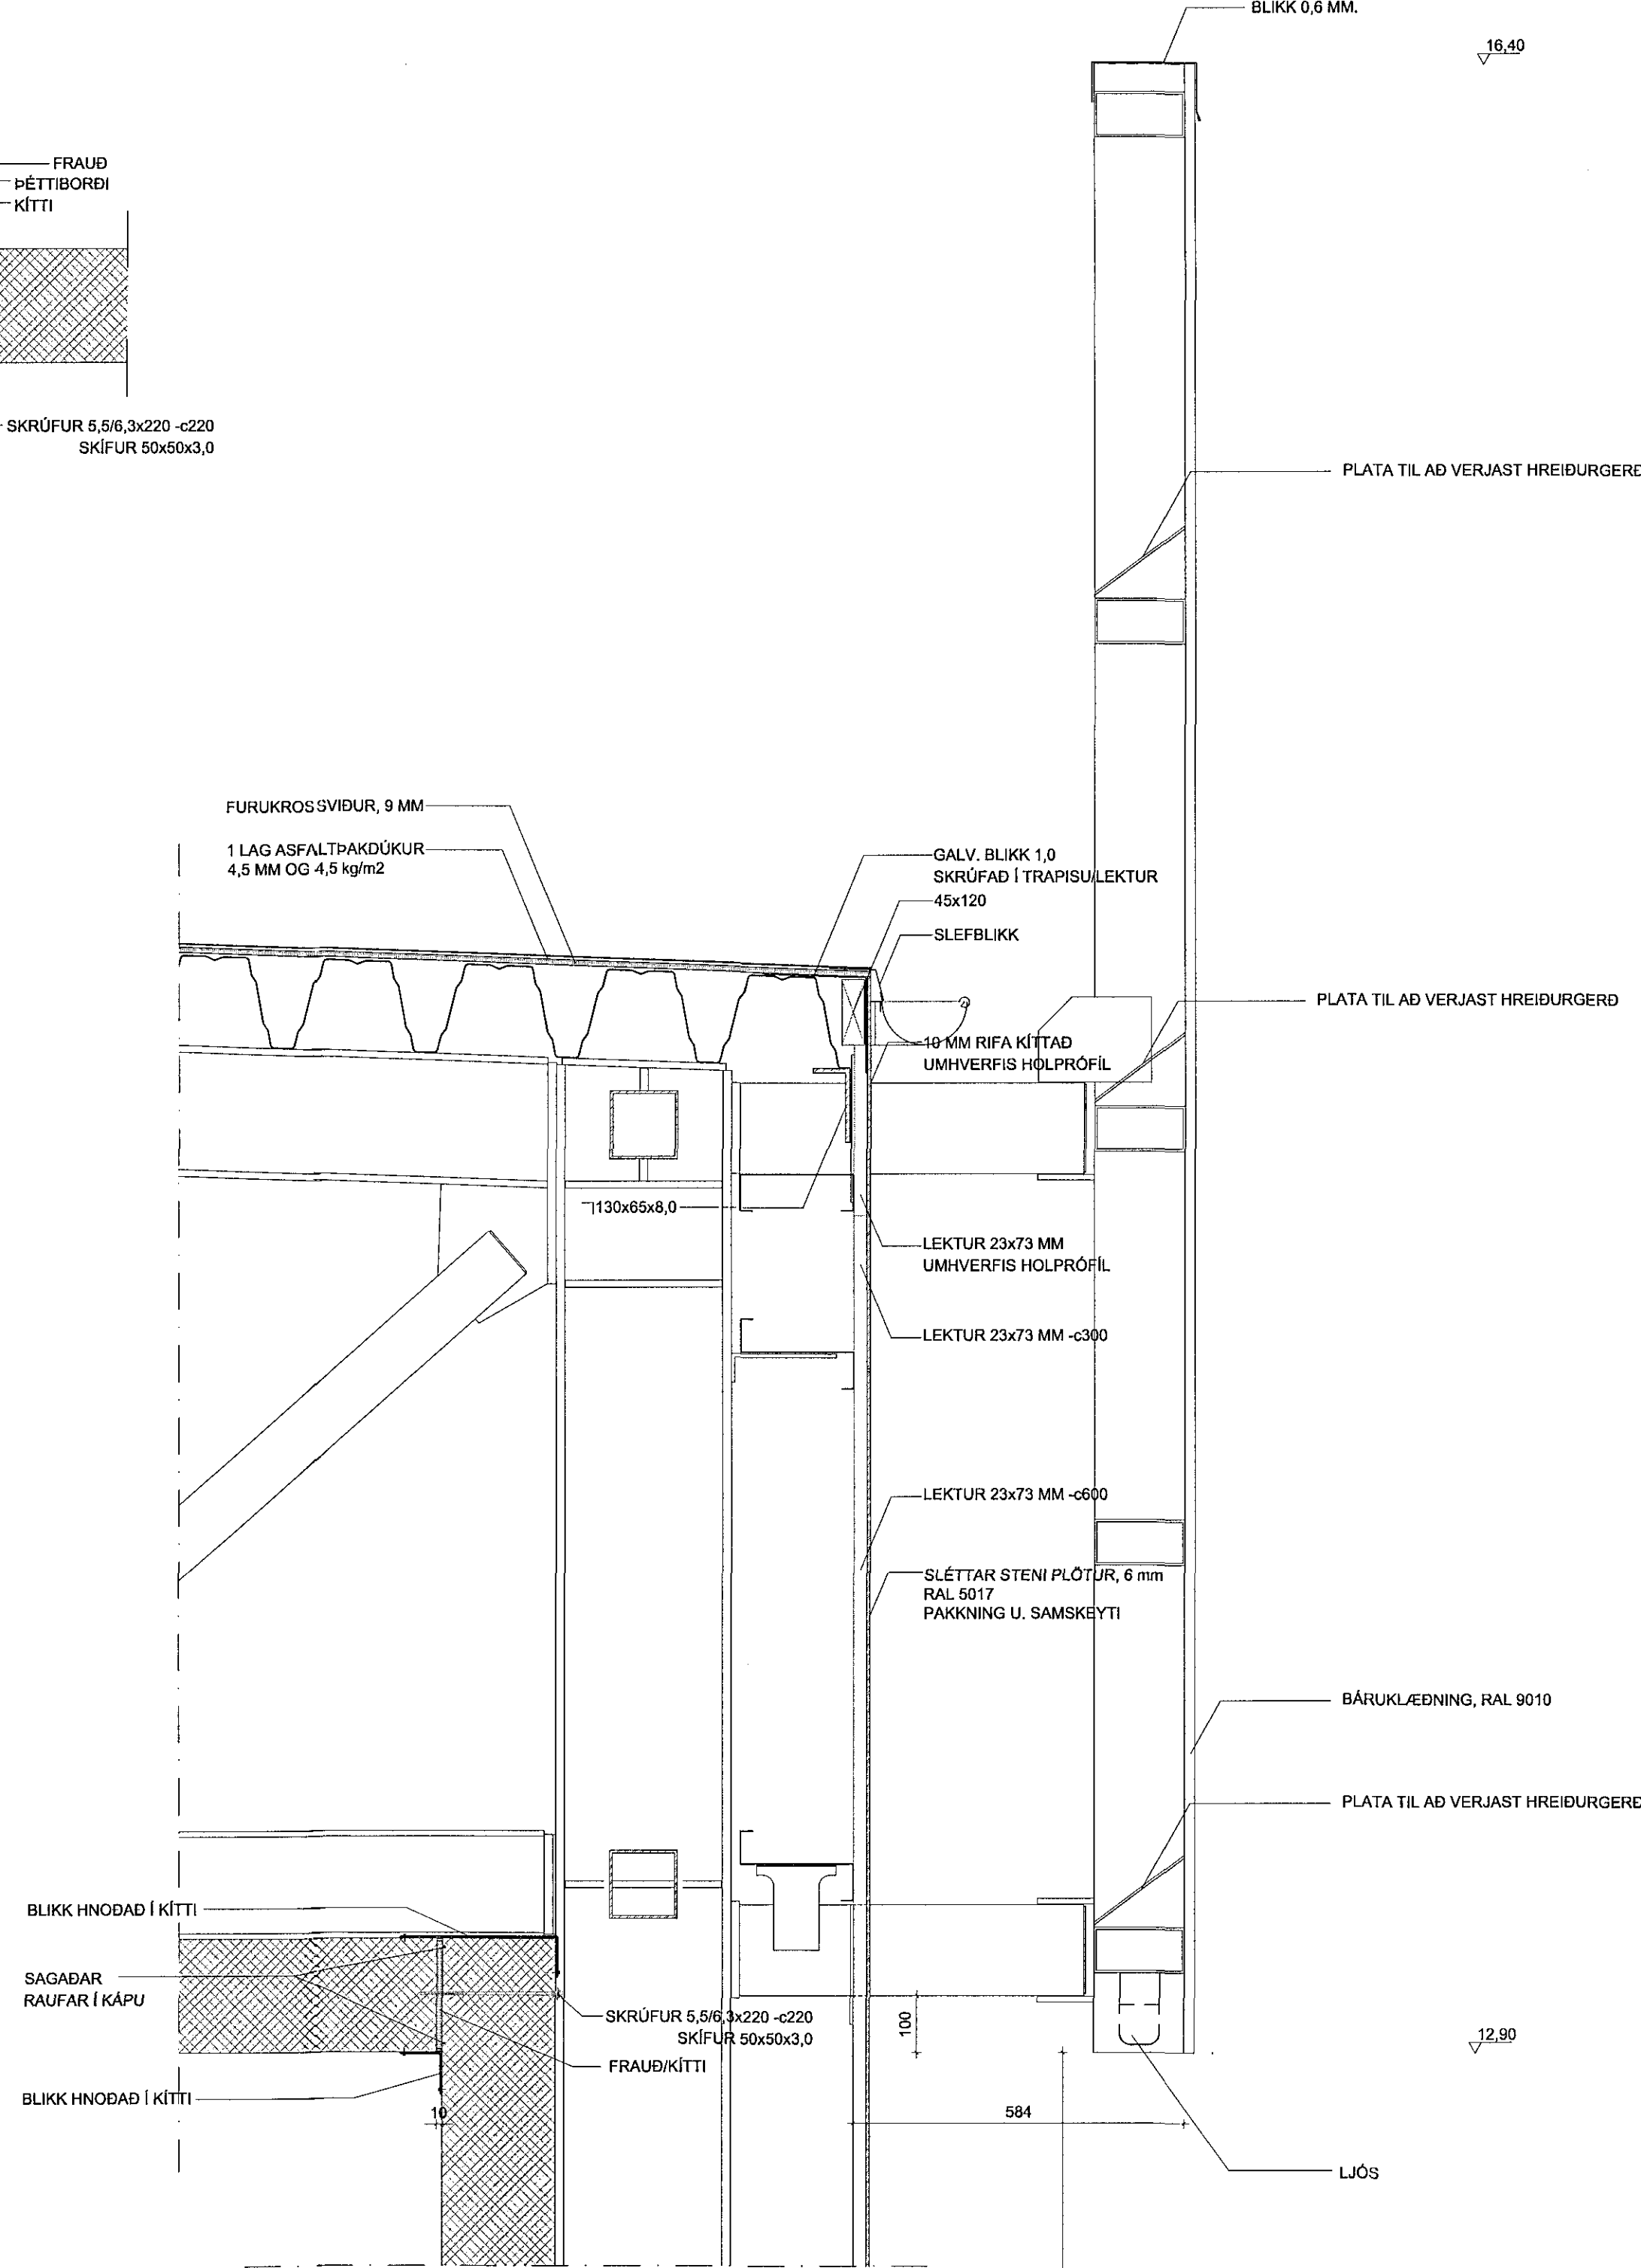 BLIKK 0,6 MM.
16,40
FRAUÐ
ÞÉTTIBORÐI
KÍTTI
SKRÚFUR 5,5/6,3x220 -c220
SKÍFUR 50x50x3,0
PLATA TIL AÐ VERJAST HREIÐURGERÐ
FURUKROSSVIÐUR, 9 MM
1 LAG ASFALTÞAKDÚKUR
4,5 MM OG 4,5 kg/m2
GALV. BLIKK 1,0
SKRÚFAÐ Í TRAPISU/LEKTUR
45x120
SLEFBLIKK
PLATA TIL AÐ VERJAST HREIÐURGERÐ
10 MM RIFA KÍTTAÐ
UMHVERFIS HOLPRÓFÍL
130x65x8,0
LEKTUR 23x73 MM
UMHVERFIS HOLPRÓFÍL
LEKTUR 23x73 MM -c300
LEKTUR 23x73 MM -c600
SLÉTTAR STENI PLÖTUR, 6 mm
RAL 5017
PAKKNING U. SAMSKEYTI
BÁRUKLÆÐNING, RAL 9010
PLATA TIL AÐ VERJAST HREIÐURGERÐ
BLIKK HNOÐAÐ Í KÍTTI
SAGAÐAR
RAUFAR Í KÁPU
SKRÚFUR 5,5/6,3x220 -c220
SKÍFUR 50x50x3,0
FRAUÐ/KÍTTI
100
12,90
BLIKK HNOÐAÐ Í KÍTTI
10
584
LJÓS